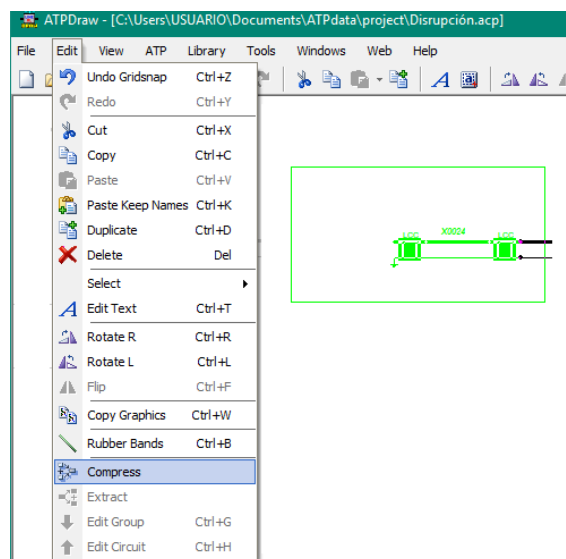 ATPDraw - [C:\Users\USUARIO\Documents\ATPdata\project\Disrupción.acp]
File Edit View ATP Library Tools Windows Web Help
Undo Gridsnap Ctrl+Z
Redo Ctrl+Y
Cut Ctrl+X
Copy Ctrl+C
Paste Ctrl+V
Paste Keep Names Ctrl+K
Duplicate Ctrl+D
Delete Del
Select
Edit Text Ctrl+T
Rotate R Ctrl+R
Rotate L Ctrl+L
Flip Ctrl+F
Copy Graphics Ctrl+W
Rubber Bands Ctrl+B
Compress
Extract
Edit Group Ctrl+G
Edit Circuit Ctrl+H
LCC X0024 LCC